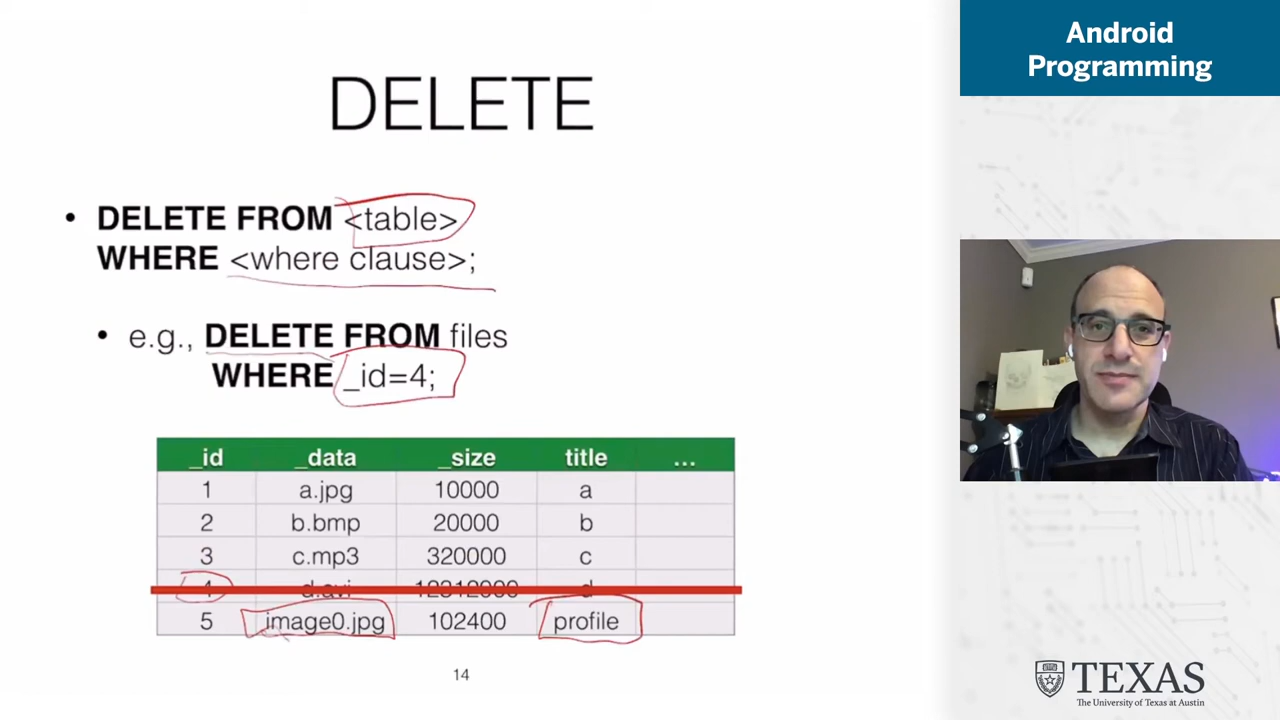 DELETE
• DELETE FROM <table>
WHERE <where clause>;
• e.g., DELETE FROM files
WHERE _id=4;
_id _data _size title ...
1 a.jpg 10000 a
2 b.bmp 20000 b
3 c.mp3 320000 c
4 d.avi d
5 image0.jpg 102400 profile
14
Android
Programming
TEXAS
The University of Texas at Austin